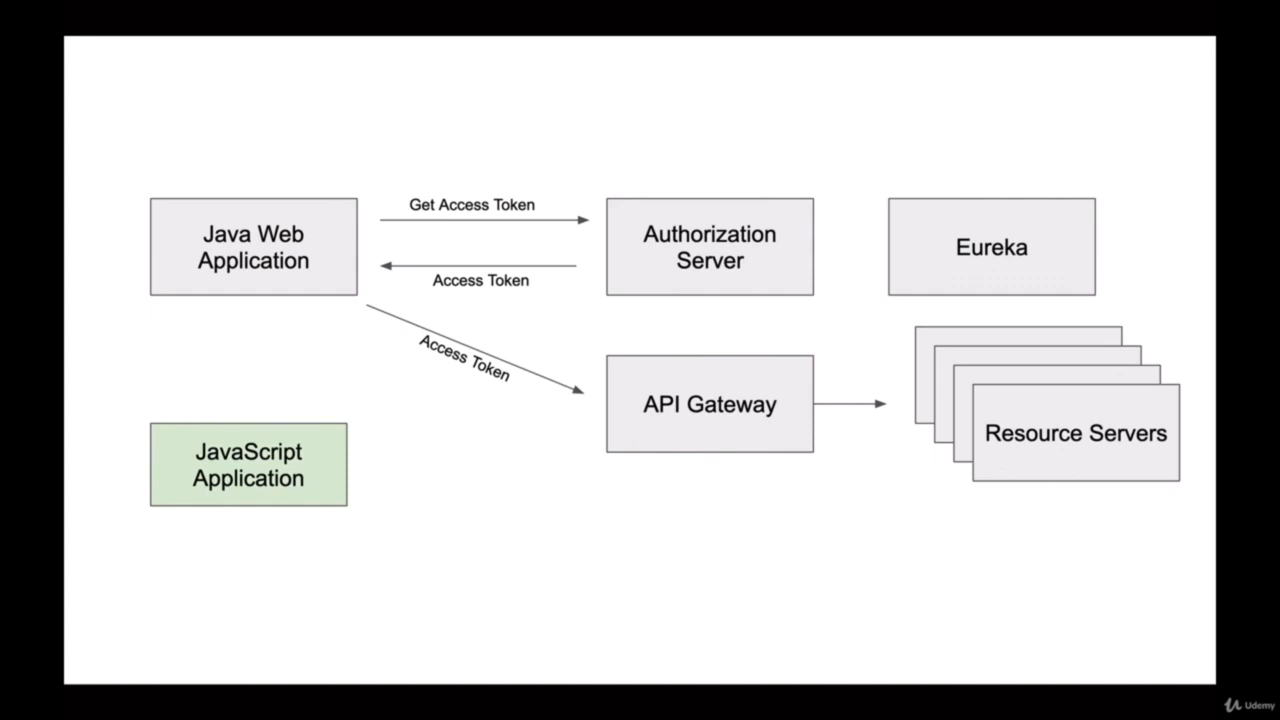 Get Access Token
Java Web
Application
Authorization
Server
Eureka
Access Token
Access Token
API Gateway
Resource Servers
JavaScript
Application
Udemy